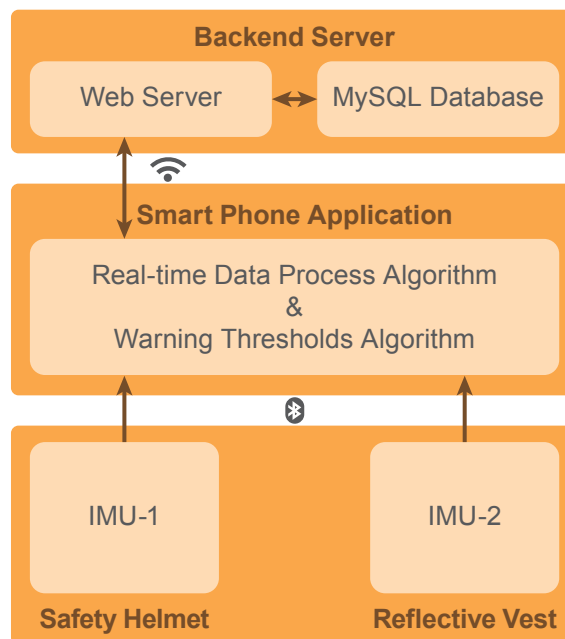 Backend Server
Web Server
MySQL Database
Smart Phone Application
Real-time Data Process Algorithm
&
Warning Thresholds Algorithm
IMU-1
IMU-2
Safety Helmet
Reflective Vest